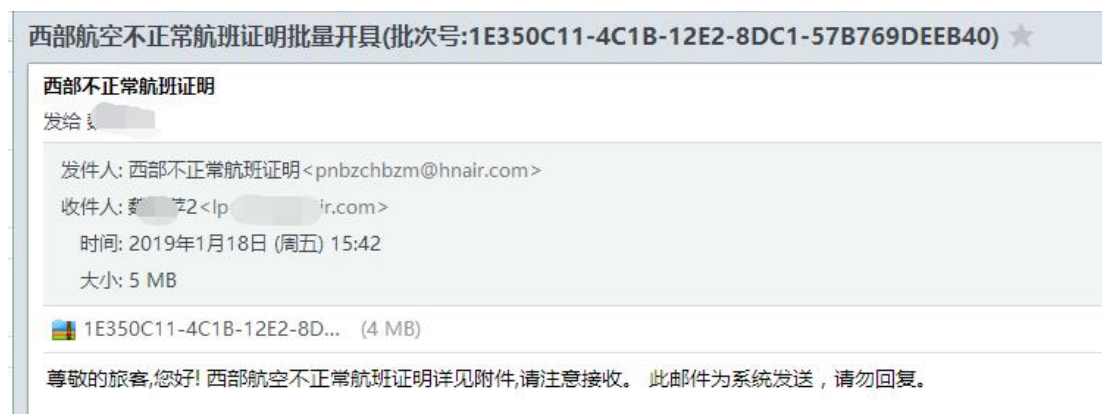 西部航空不正常航班证明批量开具(批次号:1E350C11-4C1B-12E2-8DC1-57B769DEEB40)
西部不正常航班证明
发给
发件人: 西部不正常航班证明<pnbzchbzm@hnair.com>
收件人: 2<lp ir.com>
时间: 2019年1月18日 (周五) 15:42
大小: 5 MB
1E350C11-4C1B-12E2-8D... (4 MB)
尊敬的旅客,您好! 西部航空不正常航班证明详见附件,请注意接收。 此邮件为系统发送，请勿回复。